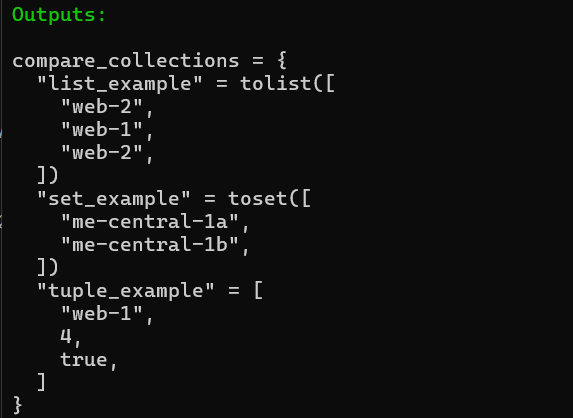 Outputs:
compare_collections = {
  "list_example" = tolist([
    "web-2",
    "web-1",
    "web-2",
  ])
  "set_example" = toset([
    "me-central-1a",
    "me-central-1b",
  ])
  "tuple_example" = [
    "web-1",
    4,
    true,
  ]
}